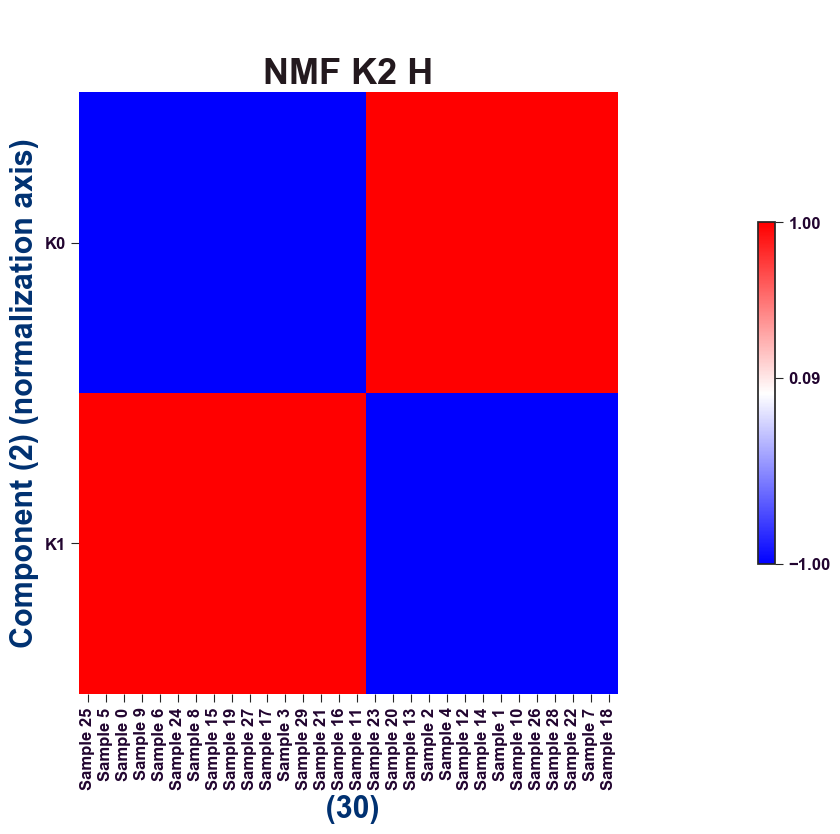 NMF K2 H
Component (2) (normalization axis)
K0
K1
1.00
0.09
−1.00
Sample 25
Sample 5
Sample 0
Sample 9
Sample 6
Sample 24
Sample 8
Sample 15
Sample 19
Sample 27
Sample 17
Sample 3
Sample 29
Sample 21
Sample 16
Sample 11
Sample 23
Sample 20
Sample 13
Sample 2
Sample 4
Sample 12
Sample 14
Sample 1
Sample 10
Sample 26
Sample 28
Sample 22
Sample 7
Sample 18
(30)